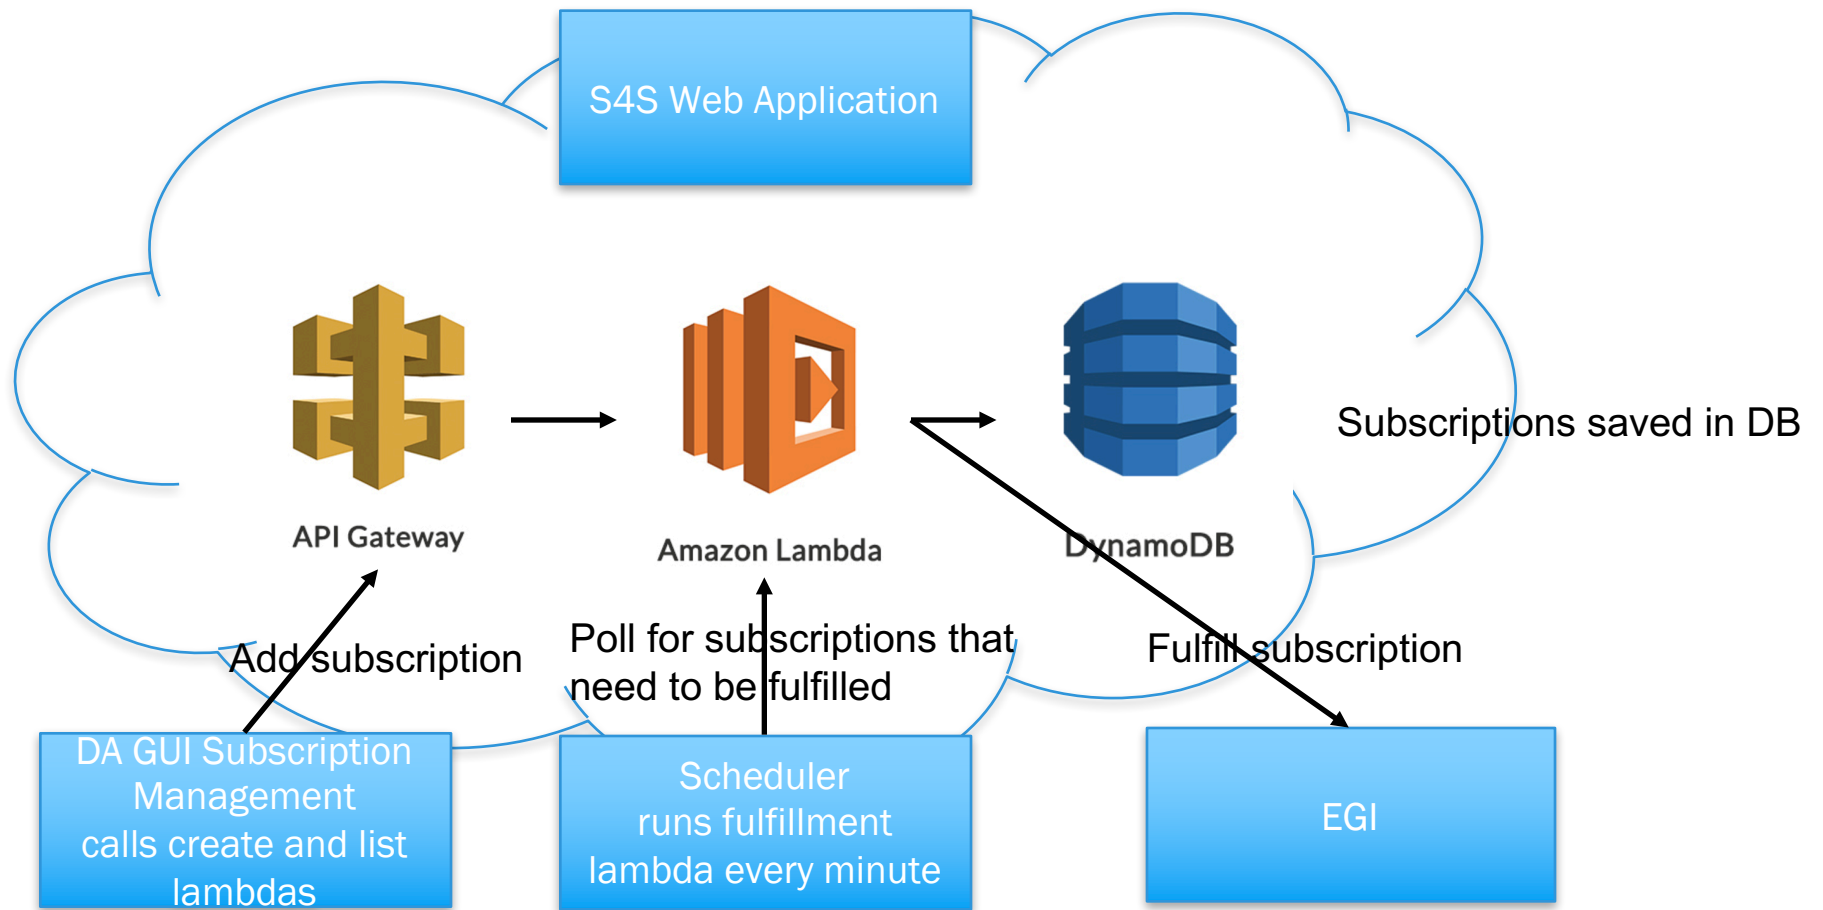 S4S Web Application
Subscriptions saved in DB
API Gateway
Amazon Lambda
DynamoDB
Add subscription
Poll for subscriptions that
need to be fulfilled
Fulfill subscription
DA GUI Subscription
Management
calls create and list
lambdas
Scheduler
runs fulfillment
lambda every minute
EGI